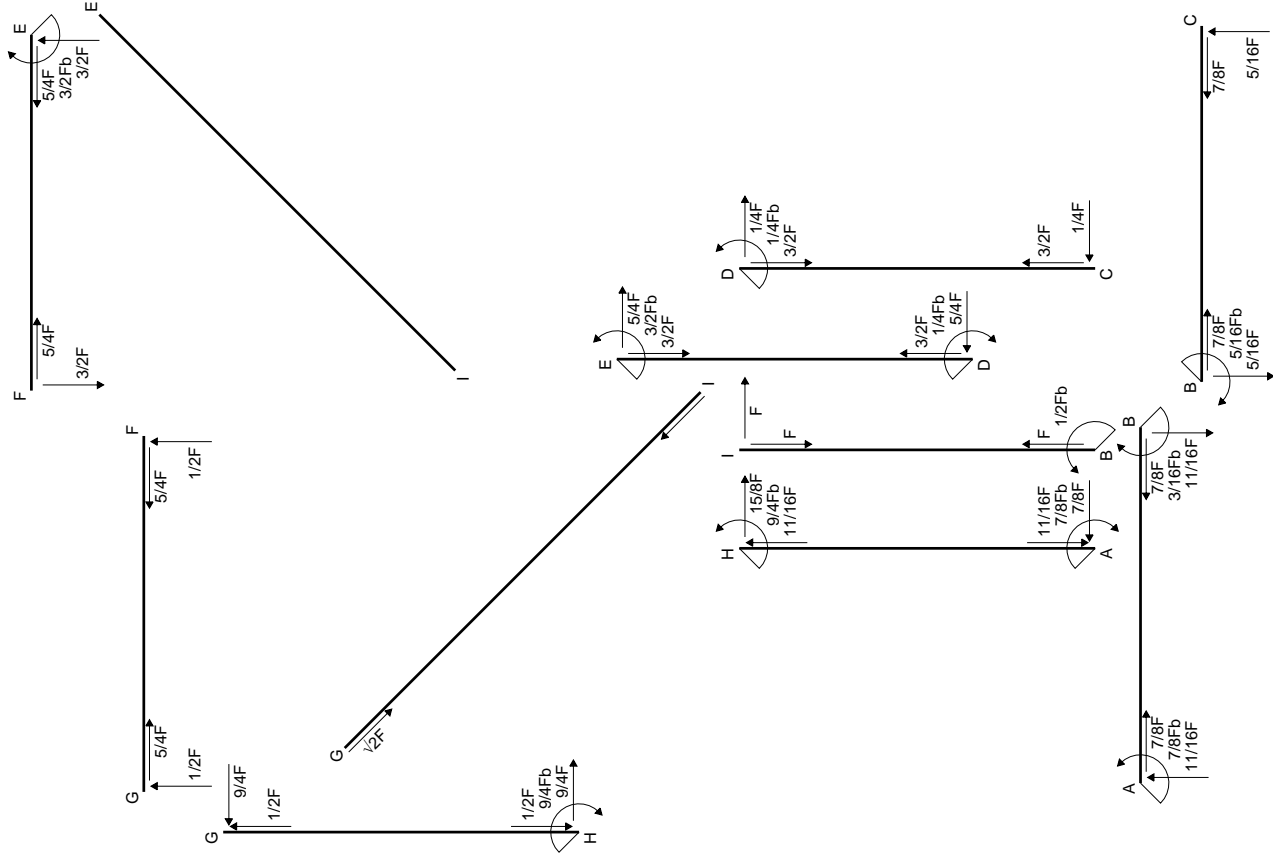 F
5/4F
3/2F
E
5/4F
3/2Fb
3/2F
E
I
G
5/4F
1/2F
F
5/4F
1/2F
G
√2F
I
G
9/4F
1/2F
1/2F
9/4Fb
9/4F
H
E
5/4F
3/2Fb
3/2F
3/2F
1/4Fb
5/4F
D
D
1/4F
1/4Fb
3/2F
3/2F
1/4F
C
I
F
F
F
1/2Fb
B
H
15/8F
9/4Fb
11/16F
11/16F
7/8Fb
7/8F
A
A
7/8F
7/8Fb
11/16F
B
7/8F
3/16Fb
11/16F
B
7/8F
5/16Fb
5/16F
C
7/8F
5/16F